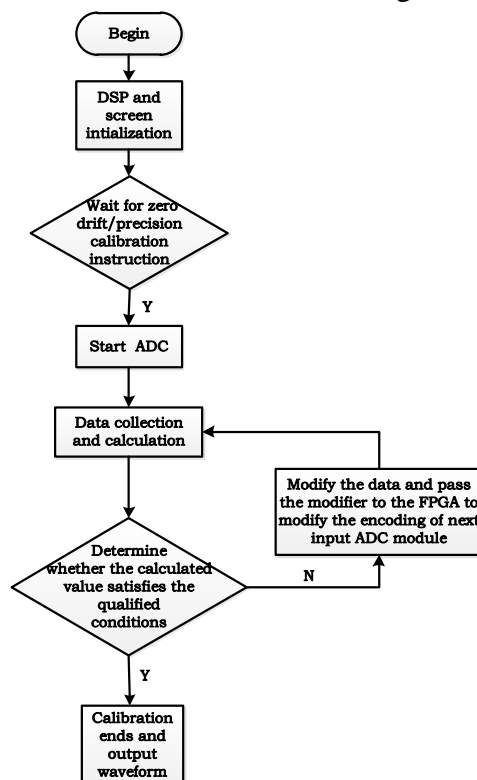 Begin
DSP and
screen
intialization
Wait for zero
drift/precision
calibration
instruction
Y
Start ADC
Data collection
and calculation
Modify the data and pass
the modifier to the FPGA to
modify the encoding of next
input ADC module
Determine
whether the calculated
value satisfies the
qualified
conditions
N
Y
Calibration
ends and
output
waveform